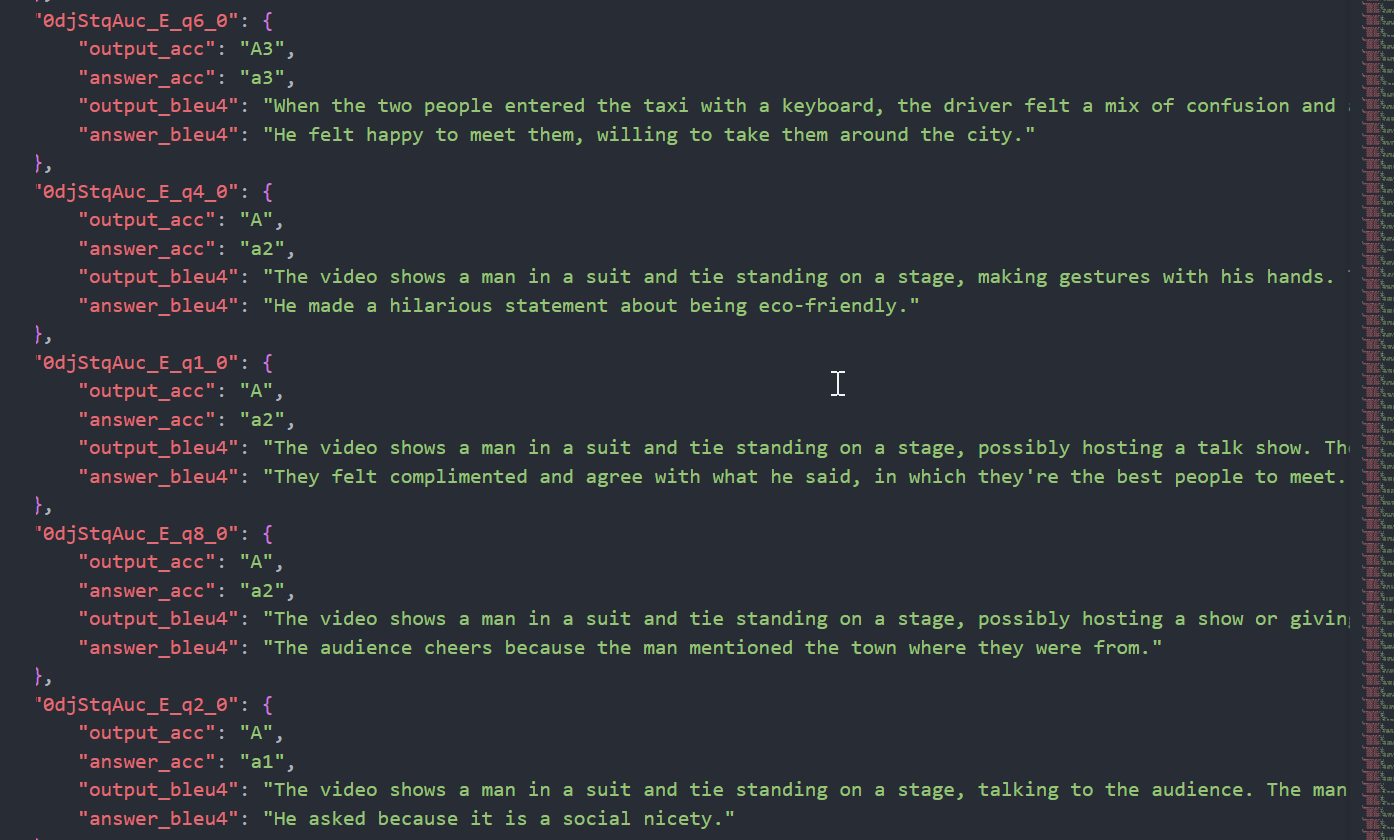 "0djStqAuc_E_q6_0": {
"output_acc": "A3",
"answer_acc": "a3",
"output_bleu4": "When the two people entered the taxi with a keyboard, the driver felt a mix of confusion and
"answer_bleu4": "He felt happy to meet them, willing to take them around the city."
},
"0djStqAuc_E_q4_0": {
"output_acc": "A",
"answer_acc": "a2",
"output_bleu4": "The video shows a man in a suit and tie standing on a stage, making gestures with his hands.
"answer_bleu4": "He made a hilarious statement about being eco-friendly."
},
"0djStqAuc_E_q1_0": {
"output_acc": "A",
"answer_acc": "a2",
"output_bleu4": "The video shows a man in a suit and tie standing on a stage, possibly hosting a talk show. The
"answer_bleu4": "They felt complimented and agree with what he said, in which they're the best people to meet.
},
"0djStqAuc_E_q8_0": {
"output_acc": "A",
"answer_acc": "a2",
"output_bleu4": "The video shows a man in a suit and tie standing on a stage, possibly hosting a show or giving
"answer_bleu4": "The audience cheers because the man mentioned the town where they were from."
},
"0djStqAuc_E_q2_0": {
"output_acc": "A",
"answer_acc": "a1",
"output_bleu4": "The video shows a man in a suit and tie standing on a stage, talking to the audience. The man
"answer_bleu4": "He asked because it is a social nicety."